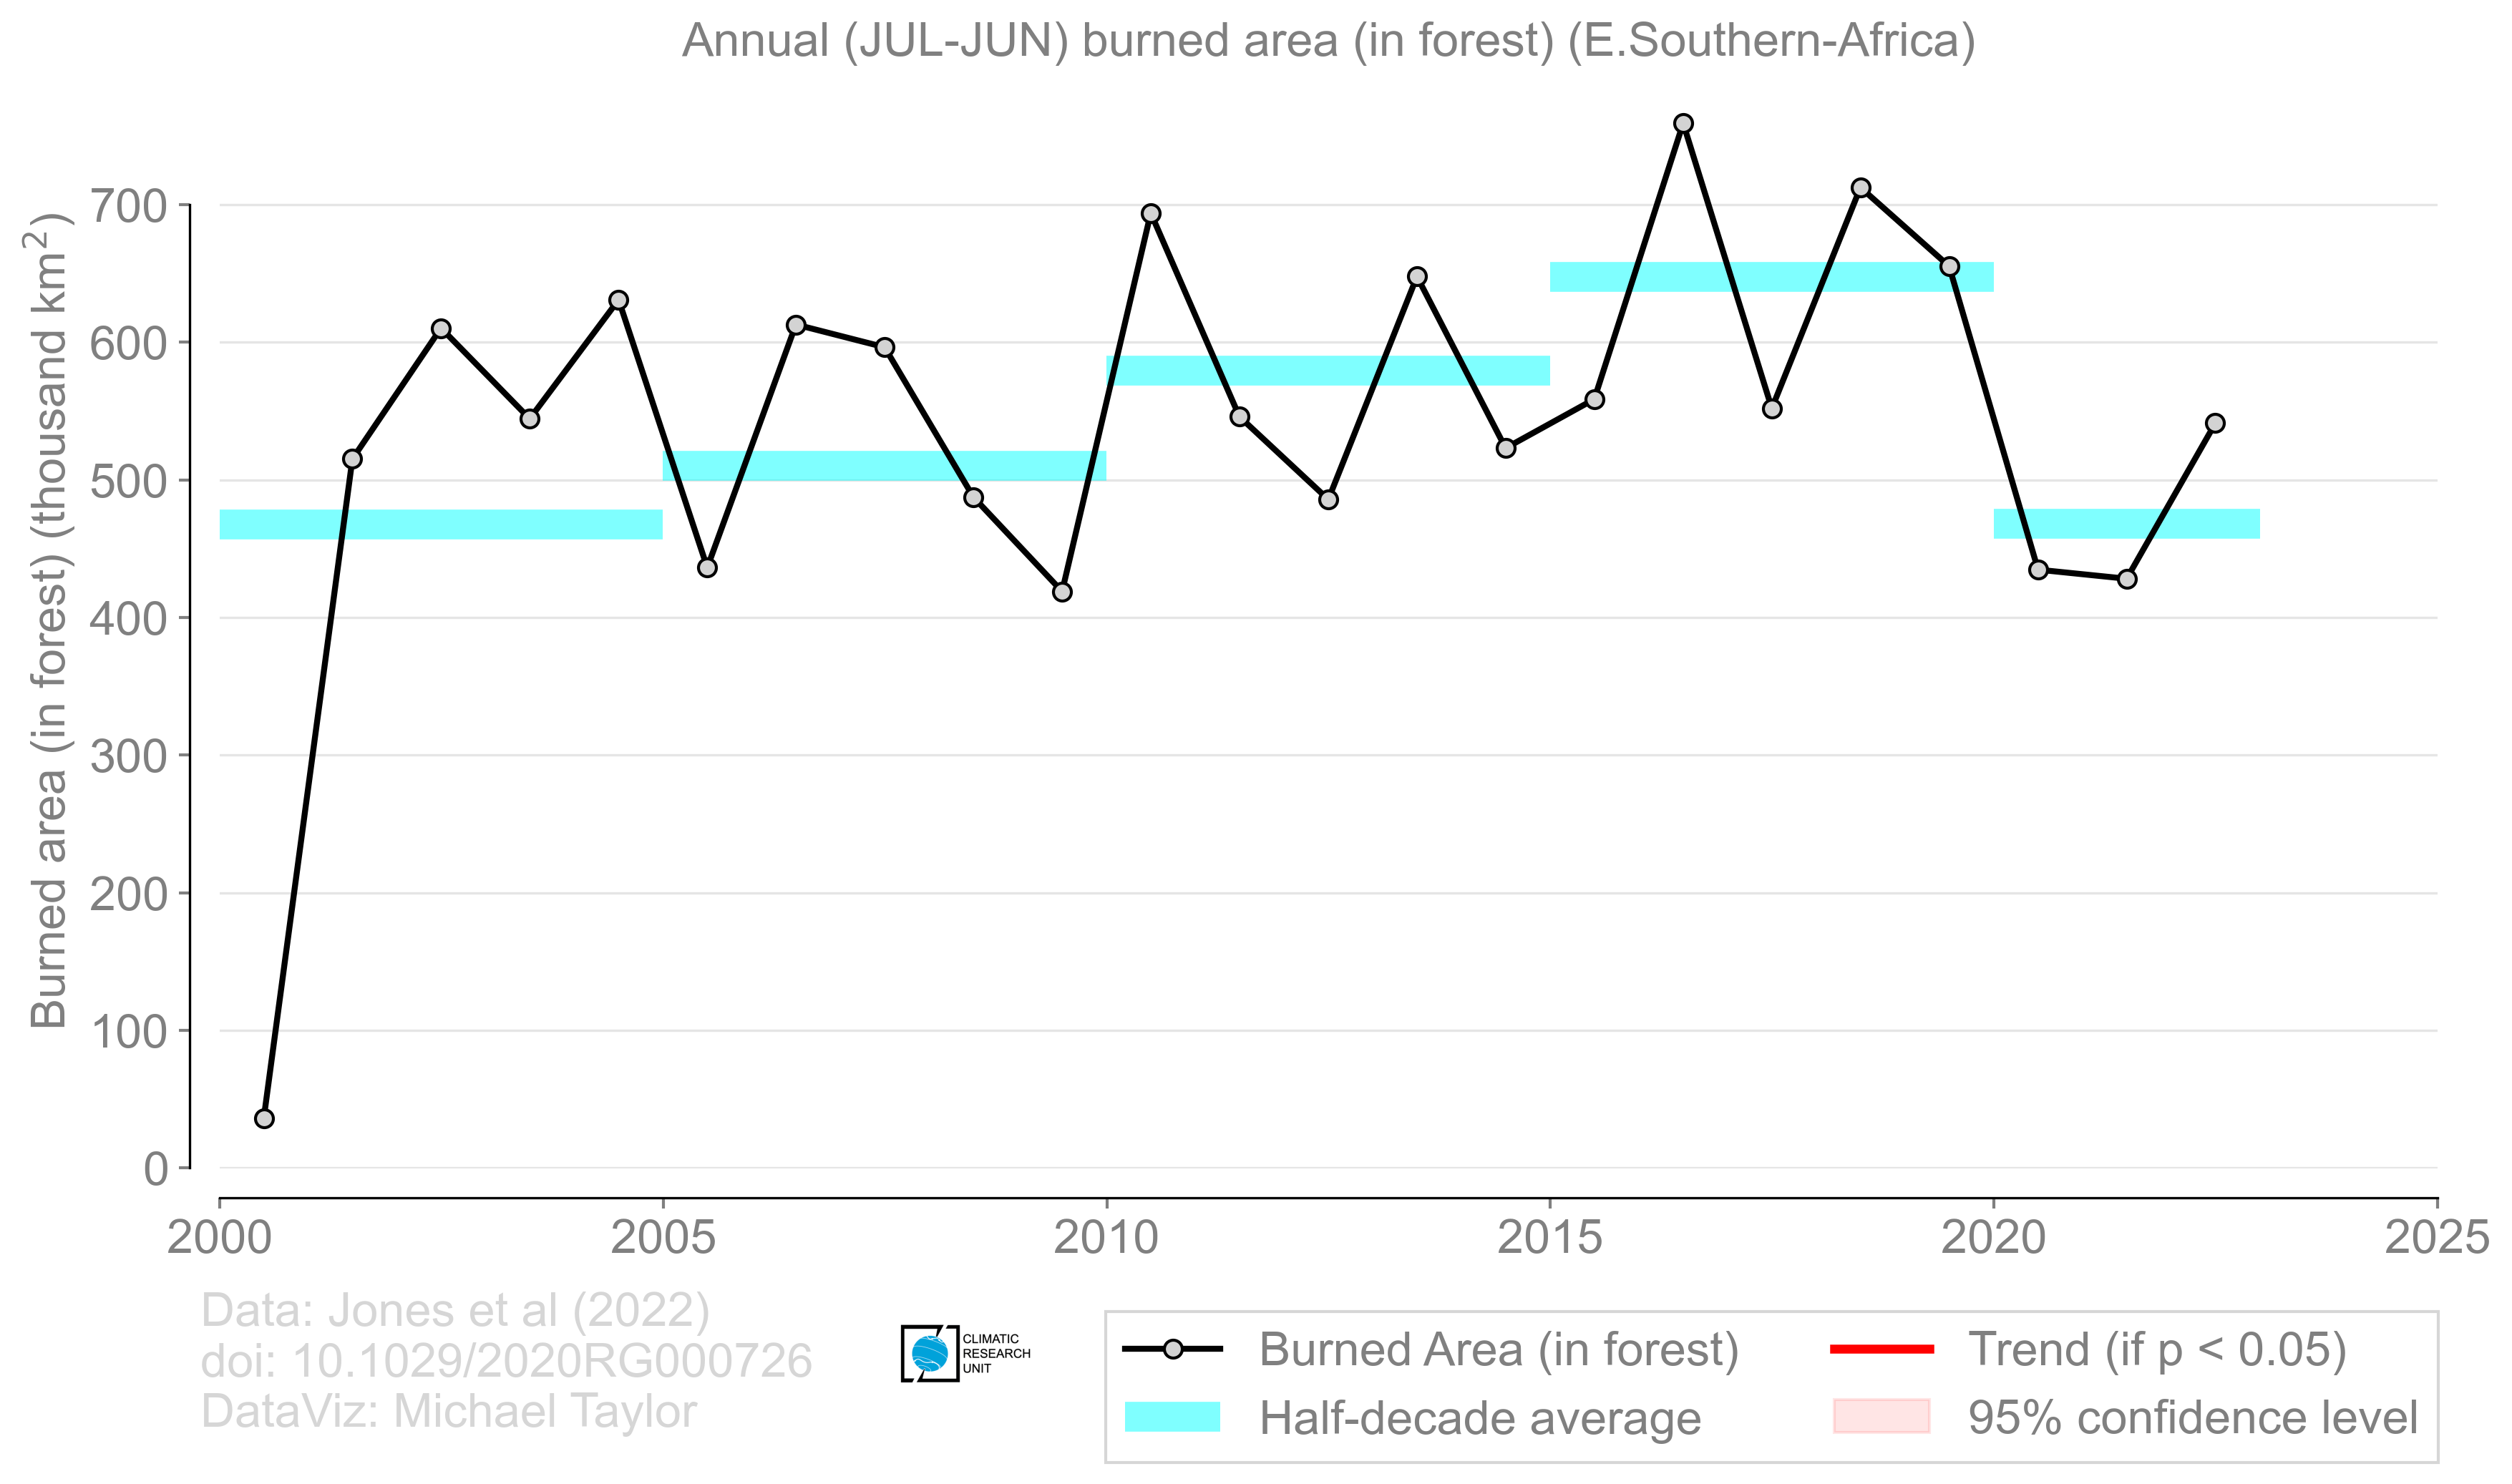 Annual (JUL-JUN) burned area (in forest) (E.Southern-Africa)
Burned area (in forest) (thousand km²)
700
600
500
400
300
200
100
0
2000 2005 2010 2015 2020 2025
Data: Jones et al (2022)
doi: 10.1029/2020RG000726
DataViz: Michael Taylor
CLIMATIC
RESEARCH
UNIT
Burned Area (in forest)
Half-decade average
Trend (if p < 0.05)
95% confidence level